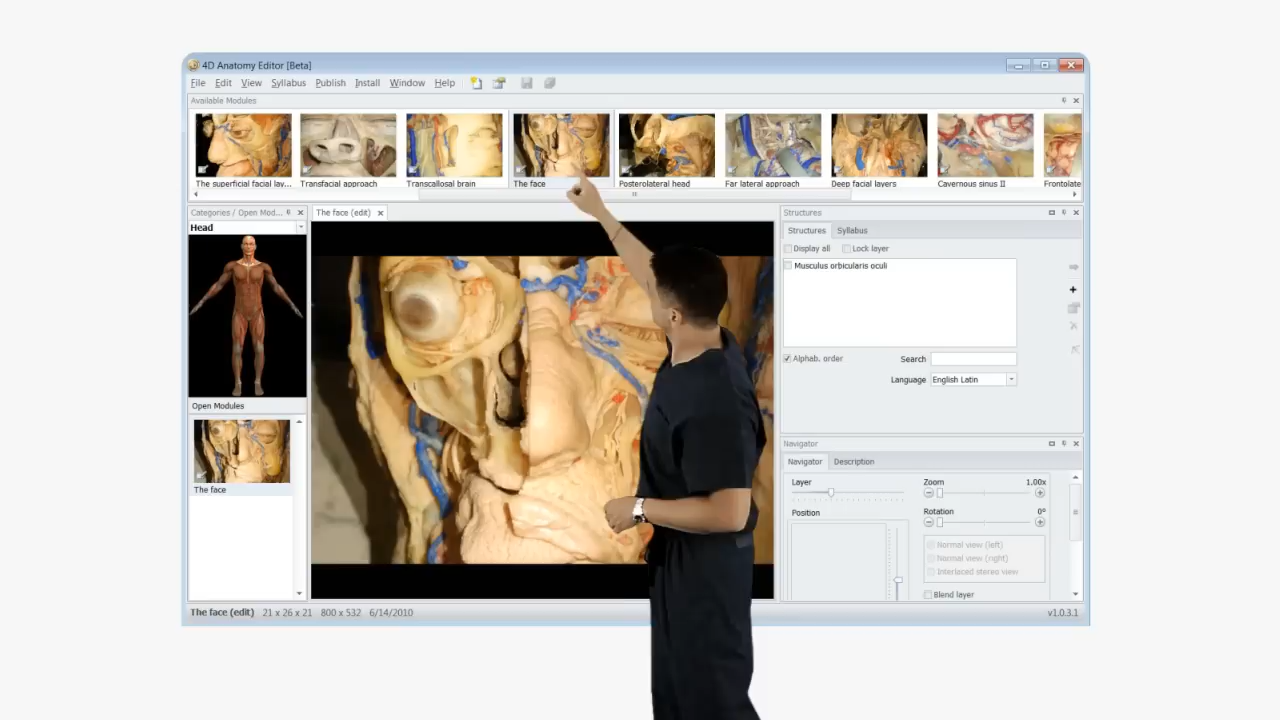 4D Anatomy Editor [Beta]
File Edit View Syllabus Publish Install Window Help
Available Modules
The superficial facial lay... Transfacial approach Transcallosal brain The face Posterolateral head Far lateral approach Deep facial layers Cavernous sinus II Frontolate
Categories / Open Mod...
Head
Open Modules
The face
The face (edit)
Structures
Structures Syllabus
Display all Lock layer
Musculus orbicularis oculi
Alphab. order Search
Language English Latin
Navigator
Navigator Description
Layer Zoom 1.00x
Position Rotation 0°
Normal view (left)
Normal view (right)
Interlaced stereo view
Blend layer
The face (edit) 21 x 26 x 21 800 x 532 6/14/2010 v1.0.3.1